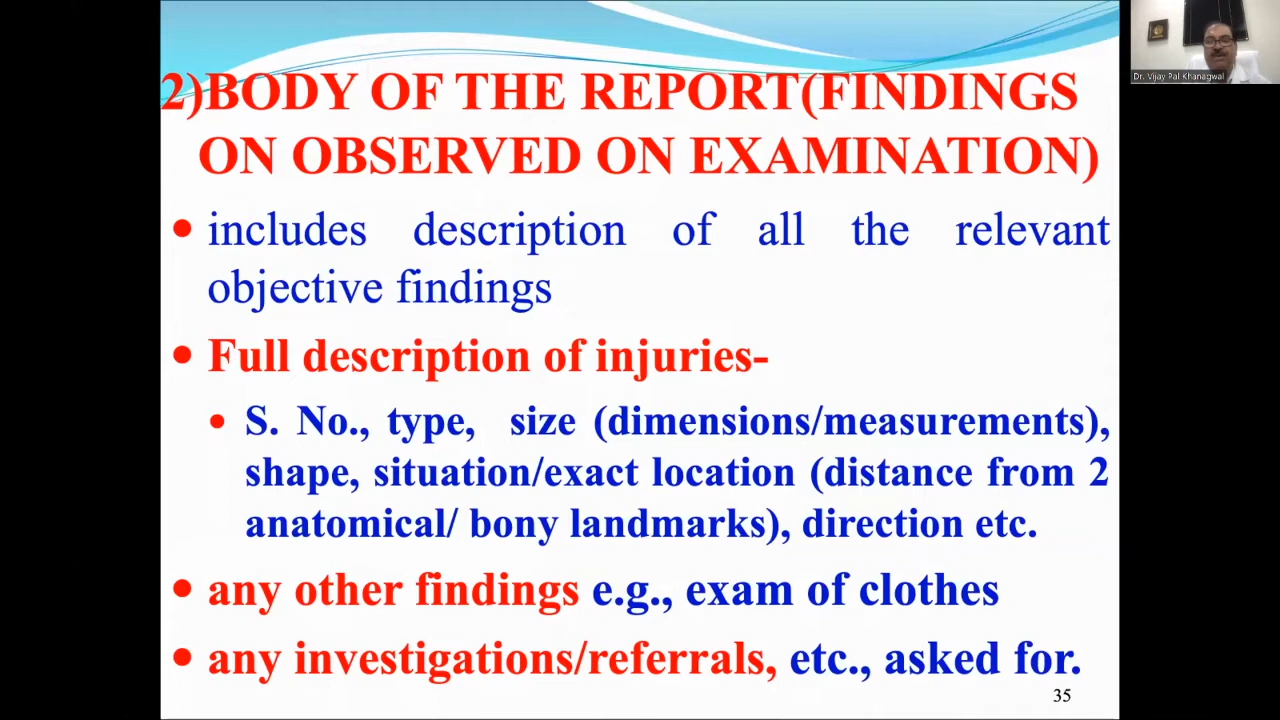 Dr. Vijay Pal Khanagwal
2)BODY OF THE REPORT(FINDINGS
ON OBSERVED ON EXAMINATION)
• includes description of all the relevant
objective findings
• Full description of injuries-
• S. No., type, size (dimensions/measurements),
shape, situation/exact location (distance from 2
anatomical/ bony landmarks), direction etc.
• any other findings e.g., exam of clothes
• any investigations/referrals, etc., asked for.
35